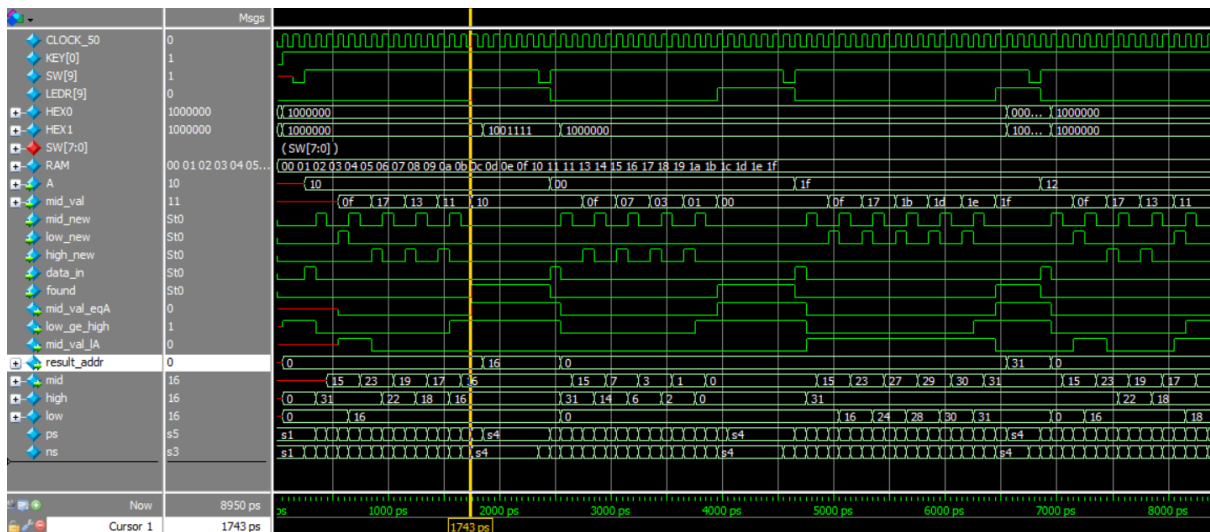 Msgs
CLOCK_50 0
KEY[0] 1
SW[9] 1
LEDR[9] 0
HEX0 1000000 1000000 000... 1000000
HEX1 1000000 1000000 1001111 1000000 100... 1000000
SW[7:0] (SW[7:0])
RAM 00 01 02 03 04 05... 00 01 02 03 04 05 06 07 08 09 0a 0b 0c 0d 0e 0f 10 11 11 13 14 15 16 17 18 19 1a 1b 1c 1d 1e 1f
A 10 10 00 1f 12
mid_val 11 0f 17 13 11 10 0f 07 03 01 00 0f 17 1b 1d 1e 1f 0f 17 13 11
mid_new St0
low_new St0
high_new St0
data_in St0
found St0
mid_val_eqA 0
low_ge_high 1
mid_val_lA 0
result_addr 0 0 16 0 31 0
mid 16 15 23 19 17 16 15 7 3 1 0 15 23 27 29 30 31 15 23 19 17
high 16 0 31 22 18 16 31 14 6 2 0 31 22 18
low 16 0 16 0 16 24 28 30 31 0 16 18
ps s5 s1 s4 s4 s4
ns s3 s1 s4 s4 s4
Now 8950 ps ps 1000 ps 2000 ps 3000 ps 4000 ps 5000 ps 6000 ps 7000 ps 8000 ps
Cursor 1 1743 ps 1743 ps